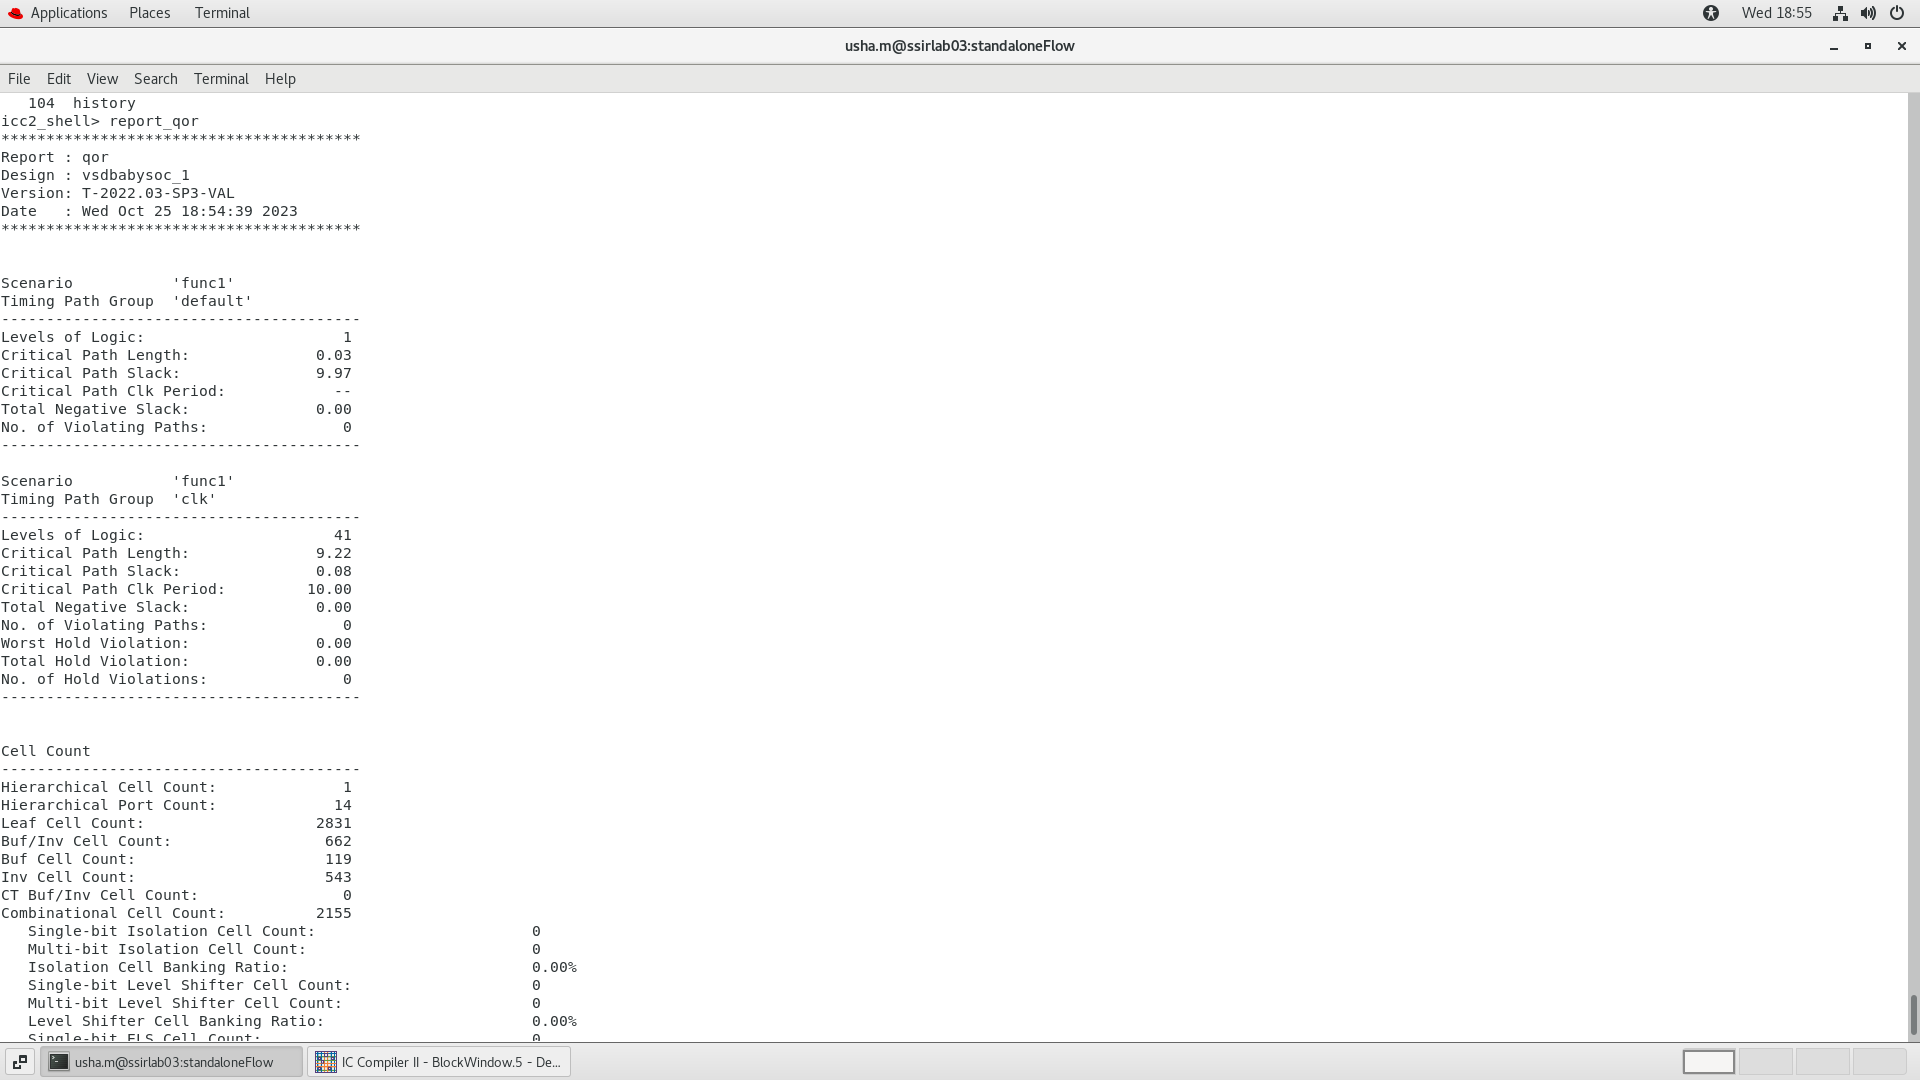 Applications Places Terminal Wed 18:55
usha.m@ssirlab03:standaloneFlow
File Edit View Search Terminal Help
   104  history
icc2_shell> report_qor
****************************************
Report : qor
Design : vsdbabysoc_1
Version: T-2022.03-SP3-VAL
Date   : Wed Oct 25 18:54:39 2023
****************************************
Scenario           'func1'
Timing Path Group  'default'
----------------------------------------
Levels of Logic:                      1
Critical Path Length:              0.03
Critical Path Slack:               9.97
Critical Path Clk Period:            --
Total Negative Slack:              0.00
No. of Violating Paths:               0
----------------------------------------
Scenario           'func1'
Timing Path Group  'clk'
----------------------------------------
Levels of Logic:                     41
Critical Path Length:              9.22
Critical Path Slack:               0.08
Critical Path Clk Period:         10.00
Total Negative Slack:              0.00
No. of Violating Paths:               0
Worst Hold Violation:              0.00
Total Hold Violation:              0.00
No. of Hold Violations:               0
----------------------------------------
Cell Count
----------------------------------------
Hierarchical Cell Count:              1
Hierarchical Port Count:             14
Leaf Cell Count:                   2831
Buf/Inv Cell Count:                 662
Buf Cell Count:                     119
Inv Cell Count:                     543
CT Buf/Inv Cell Count:                0
Combinational Cell Count:          2155
   Single-bit Isolation Cell Count:                        0
   Multi-bit Isolation Cell Count:                         0
   Isolation Cell Banking Ratio:                           0.00%
   Single-bit Level Shifter Cell Count:                    0
   Multi-bit Level Shifter Cell Count:                     0
   Level Shifter Cell Banking Ratio:                       0.00%
   Single-bit ELS Cell Count:                              0
usha.m@ssirlab03:standaloneFlow IC Compiler II - BlockWindow.5 - De...